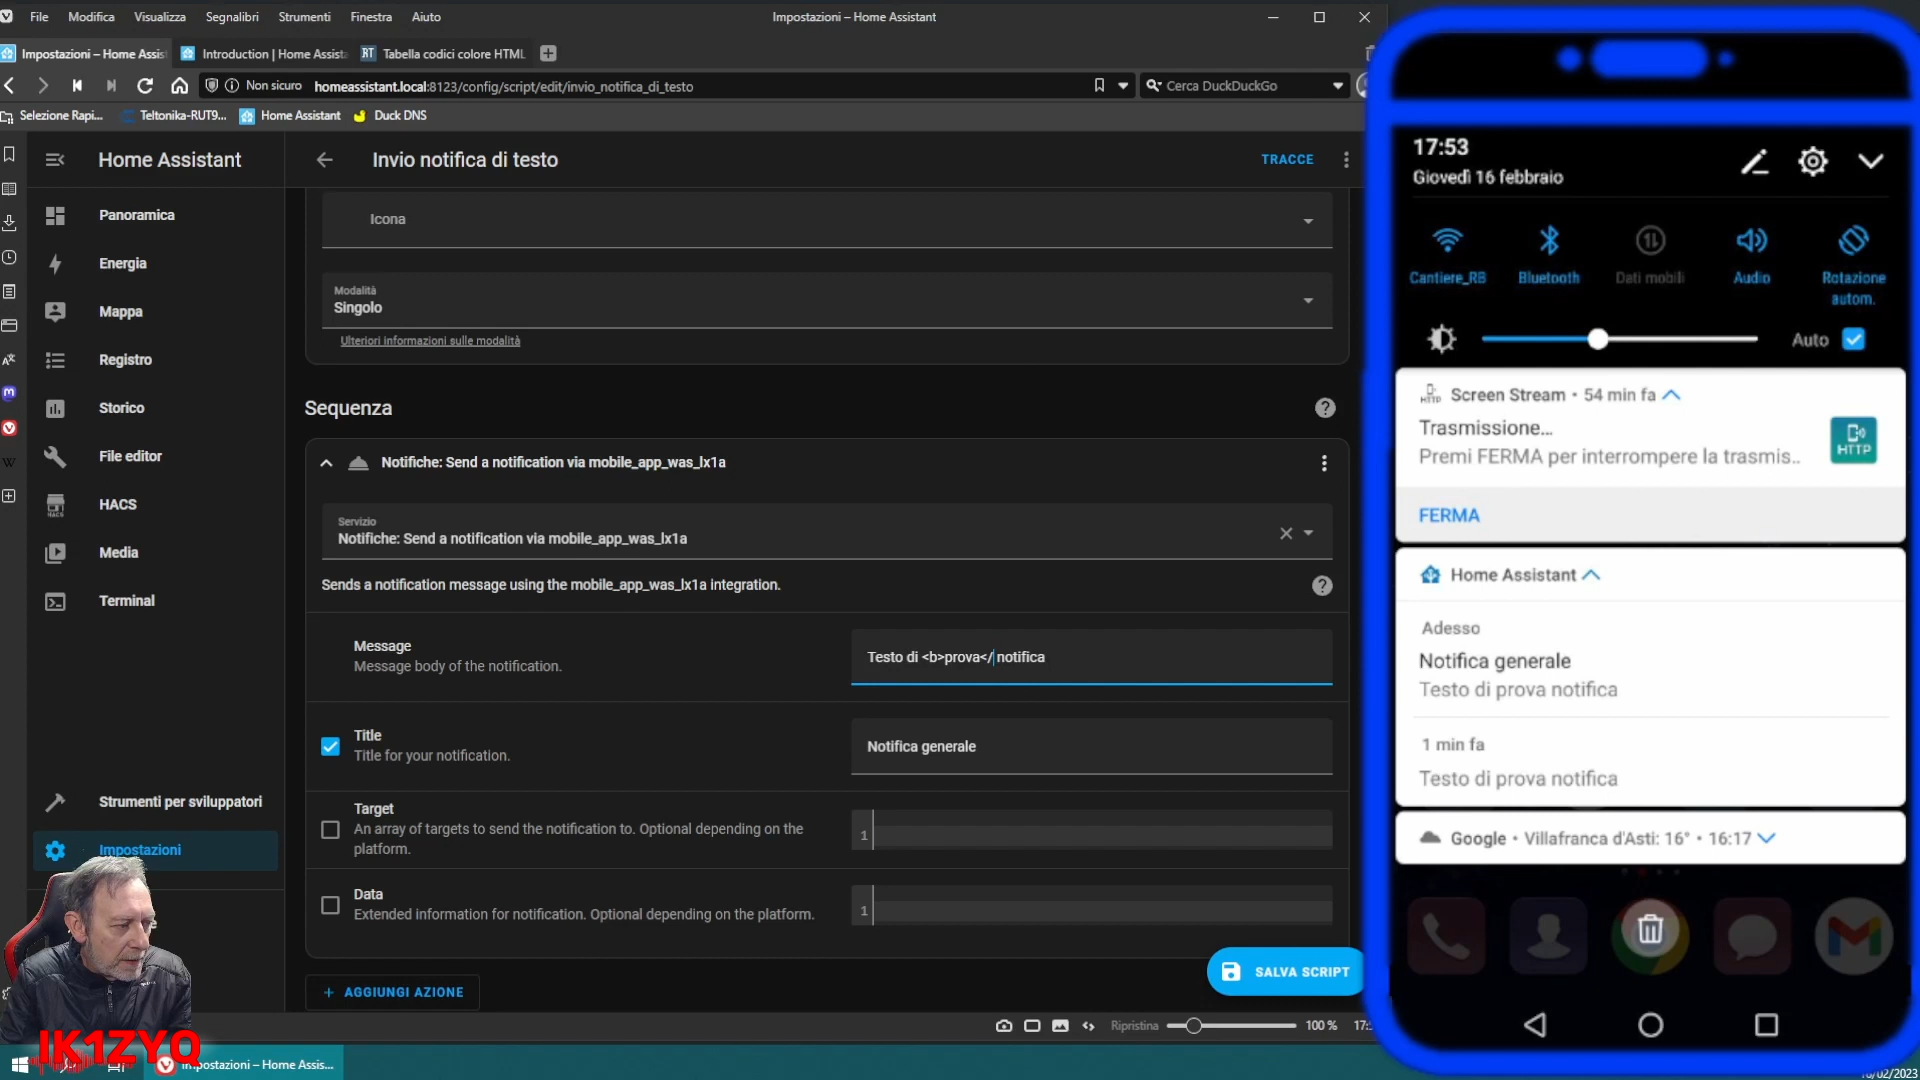 File Modifica Visualizza Segnalibri Strumenti Finestra Aiuto
Impostazioni – Home Assistant
Impostazioni – Home Assis
Introduction | Home Assista
Tabella codici colore HTML
Non sicuro homeassistant.local:8123/config/script/edit/invio_notifica_di_testo
Cerca DuckDuckGo
Selezione Rapi...
Teltonika-RUT9...
Home Assistant
Duck DNS
Home Assistant
Invio notifica di testo
TRACCE
Panoramica
Energia
Mappa
Registro
Storico
File editor
HACS
Media
Terminal
Strumenti per sviluppatori
Impostazioni
Icona
Modalità
Singolo
Ulteriori informazioni sulle modalità
Sequenza
Notifiche: Send a notification via mobile_app_was_lx1a
Servizio
Notifiche: Send a notification via mobile_app_was_lx1a
Sends a notification message using the mobile_app_was_lx1a integration.
Message
Message body of the notification.
Testo di <b>prova</ notifica
Title
Title for your notification.
Notifica generale
Target
An array of targets to send the notification to. Optional depending on the
platform.
1
Data
Extended information for notification. Optional depending on the platform.
1
SALVA SCRIPT
+ AGGIUNGI AZIONE
Ripristina
100 %
IK1ZYQ
Impostazioni – Home Assis...
17:53
Giovedì 16 febbraio
Cantiere_RB
Bluetooth
Dati mobili
Audio
Rotazione
autom.
Auto
HTTP
Screen Stream • 54 min fa
Trasmissione...
Premi FERMA per interrompere la trasmis..
HTTP
FERMA
Home Assistant
Adesso
Notifica generale
Testo di prova notifica
1 min fa
Testo di prova notifica
Google • Villafranca d'Asti: 16° • 16:17